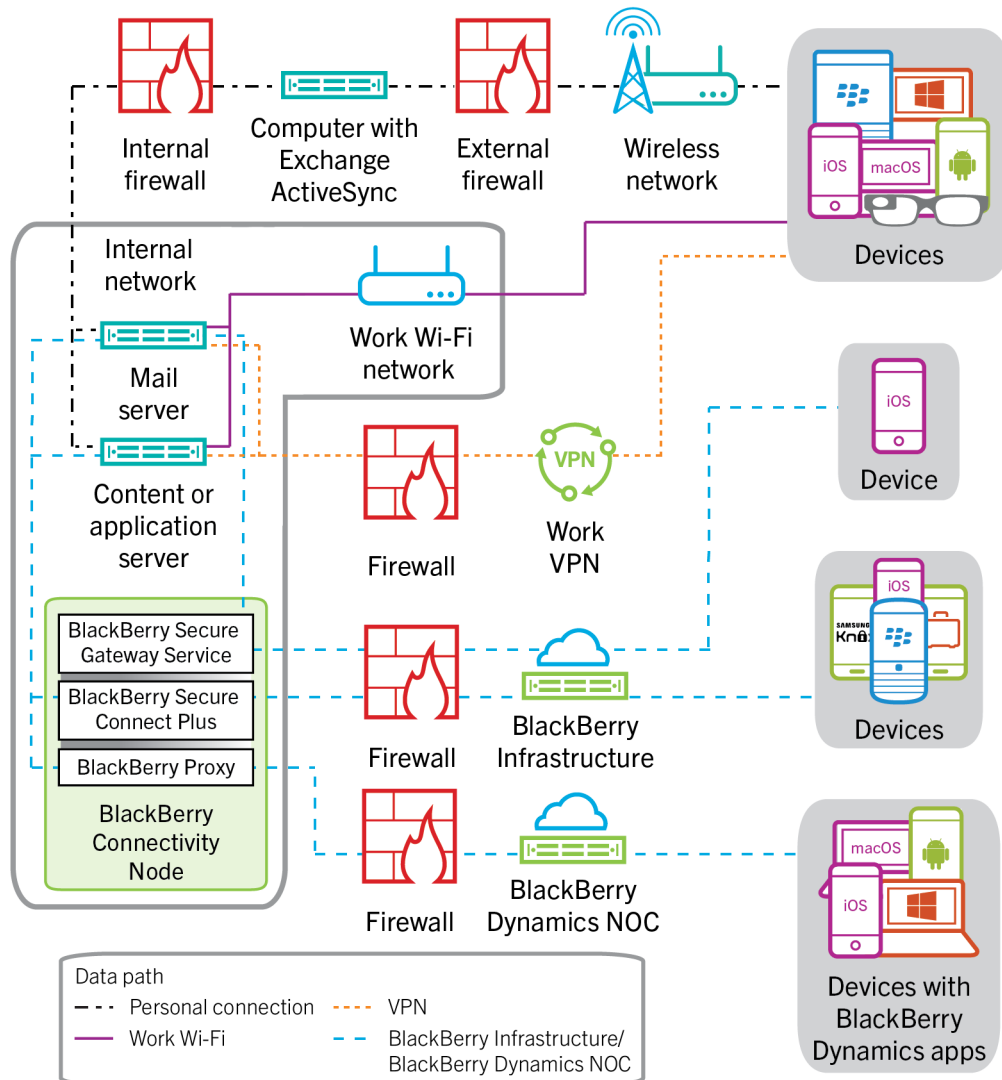 Internal
firewall
Computer with
Exchange
ActiveSync
External
firewall
Wireless
network
iOS
macOS
Devices
Internal
network
Work Wi-Fi
network
Mail
server
iOS
Device
Content or
application
server
Firewall
VPN
Work
VPN
BlackBerry Secure
Gateway Service
BlackBerry Secure
Connect Plus
BlackBerry Proxy
BlackBerry
Connectivity
Node
Firewall
BlackBerry
Infrastructure
iOS
SAMSUNG
Knox
Devices
Firewall
BlackBerry
Dynamics NOC
macOS
iOS
Devices with
BlackBerry
Dynamics apps
Data path
Personal connection
VPN
Work Wi-Fi
BlackBerry Infrastructure/
BlackBerry Dynamics NOC